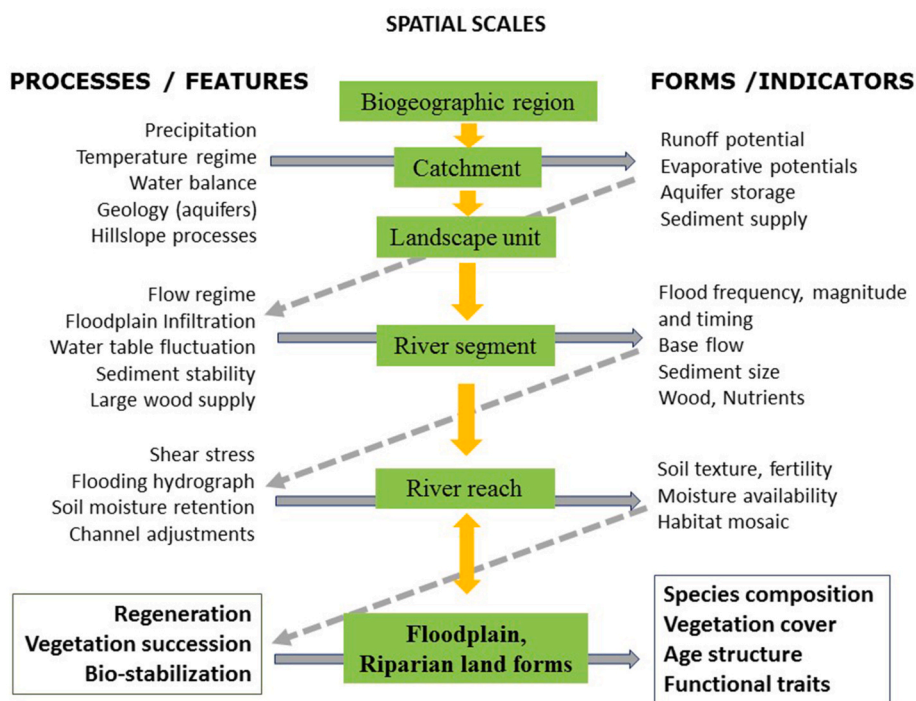 SPATIAL SCALES
PROCESSES / FEATURES
FORMS /INDICATORS
Biogeographic region
Precipitation
Temperature regime
Water balance
Geology (aquifers)
Hillslope processes
Catchment
Runoff potential
Evaporative potentials
Aquifer storage
Sediment supply
Landscape unit
Flow regime
Floodplain Infiltration
Water table fluctuation
Sediment stability
Large wood supply
River segment
Flood frequency, magnitude
and timing
Base flow
Sediment size
Wood, Nutrients
Shear stress
Flooding hydrograph
Soil moisture retention
Channel adjustments
River reach
Soil texture, fertility
Moisture availability
Habitat mosaic
Regeneration
Vegetation succession
Bio-stabilization
Floodplain,
Riparian land forms
Species composition
Vegetation cover
Age structure
Functional traits